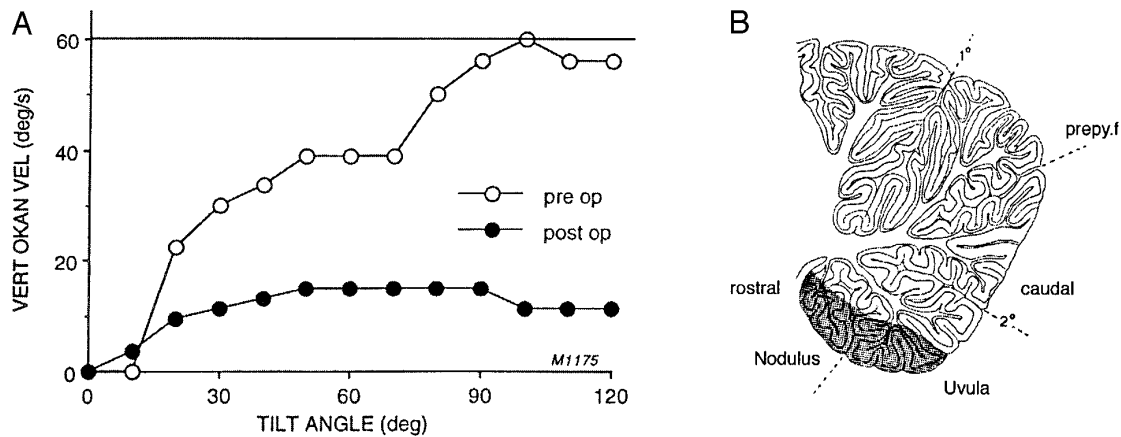 A
VERT OKAN VEL (deg/s)
60
40
20
0
pre op
post op
M1175
0 30 60 90 120
TILT ANGLE (deg)
B
1°
prepy.f
rostral
caudal
2°
Nodulus
Uvula